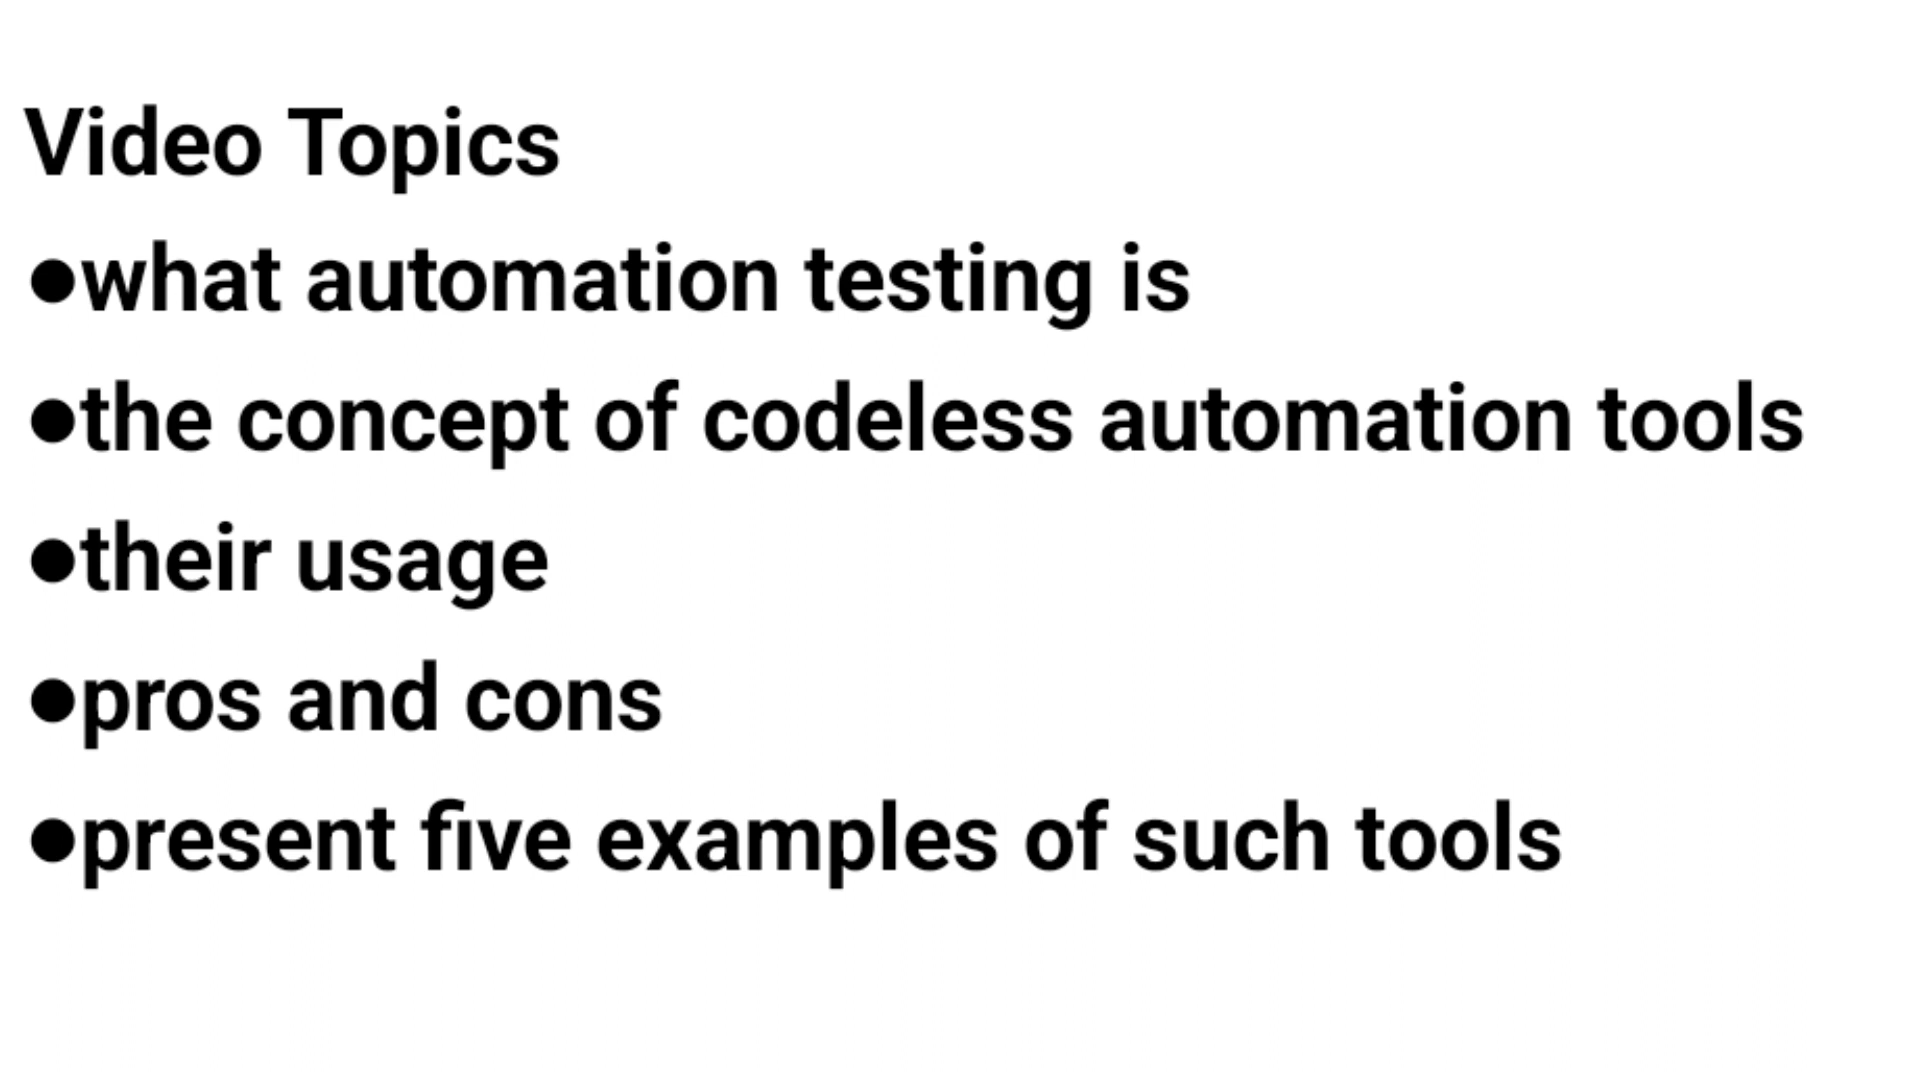 Video Topics
●what automation testing is
●the concept of codeless automation tools
●their usage
●pros and cons
●present five examples of such tools